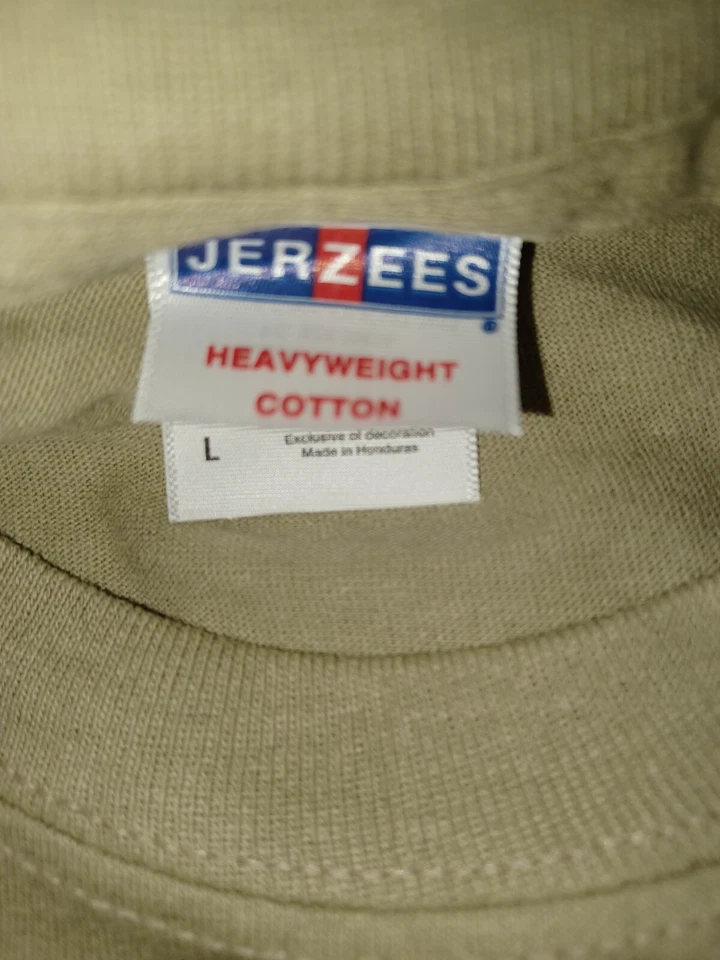 JERZEES
®
HEAVYWEIGHT
COTTON
L
Exclusive of decoration
Made in Honduras